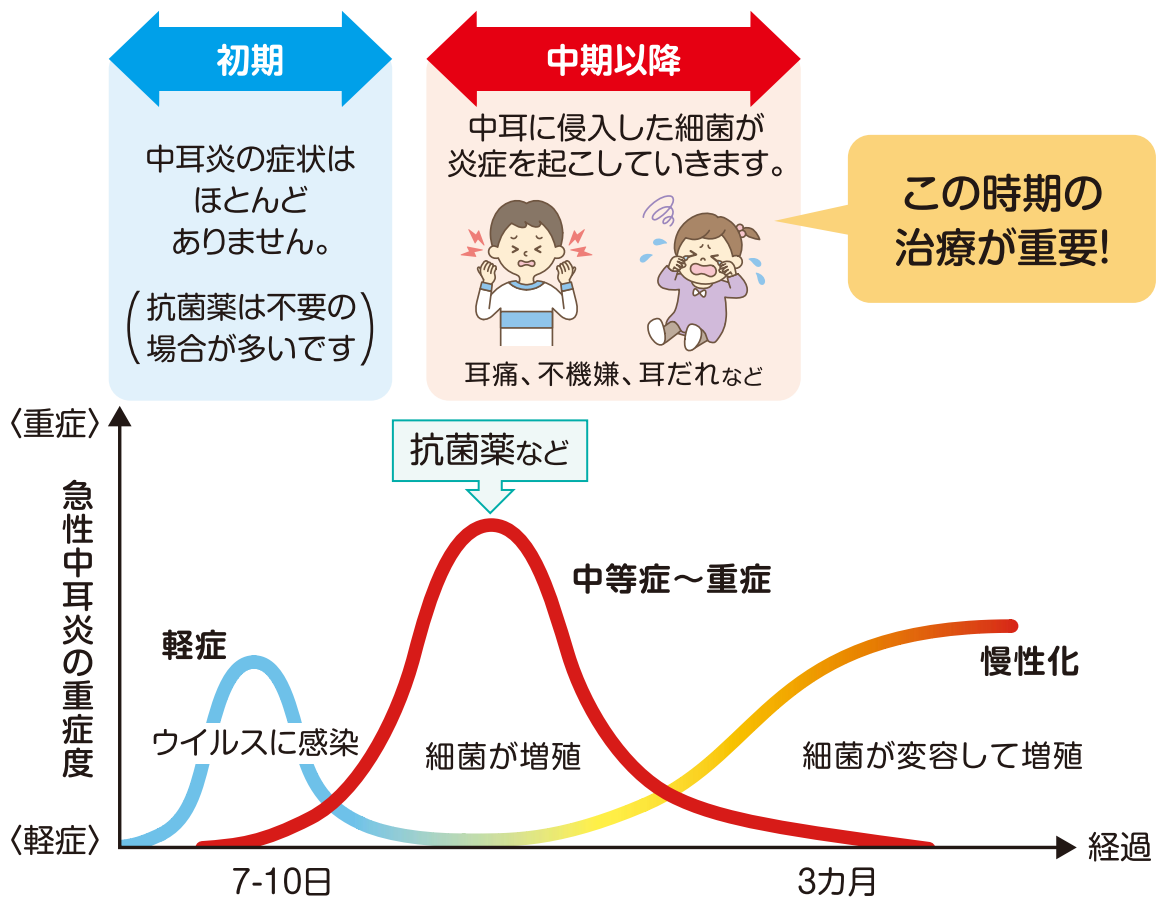 初期
中耳炎の症状は
ほとんど
ありません。
(抗菌薬は不要の
場合が多いです)
中期以降
中耳に侵入した細菌が
炎症を起こしていきます。
耳痛、不機嫌、耳だれなど
この時期の
治療が重要!
〈重症〉
急性中耳炎の重症度
〈軽症〉
抗菌薬など
軽症
ウイルスに感染
中等症～重症
細菌が増殖
慢性化
細菌が変容して増殖
7-10日
3カ月
経過